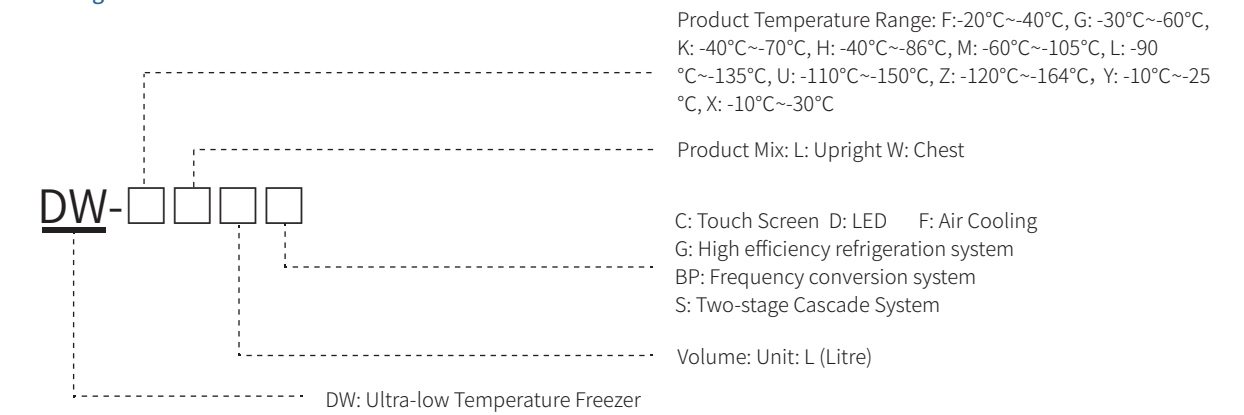 Product Temperature Range: F:-20°C~-40°C, G: -30°C~-60°C,
K: -40°C~-70°C, H: -40°C~-86°C, M: -60°C~-105°C, L: -90
°C~-135°C, U: -110°C~-150°C, Z: -120°C~-164°C，Y: -10°C~-25
°C, X: -10°C~-30°C
Product Mix: L: Upright W: Chest
DW-□□□□
C: Touch Screen D: LED F: Air Cooling
G: High efficiency refrigeration system
BP: Frequency conversion system
S: Two-stage Cascade System
Volume: Unit: L (Litre)
DW: Ultra-low Temperature Freezer